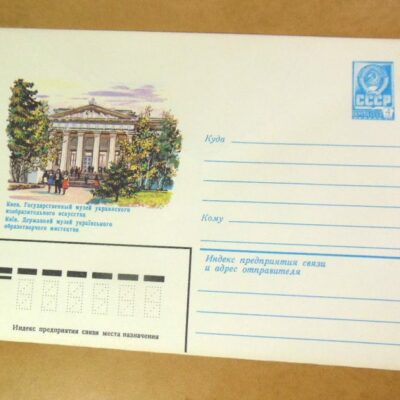 СССР
Куда
Киев. Государственный музей украинского
изобразительного искусства
Київ. Державний музей українського
образотворчого мистецтва
Кому
Индекс предприятия связи
и адрес отправителя
Индекс предприятия связи места назначения